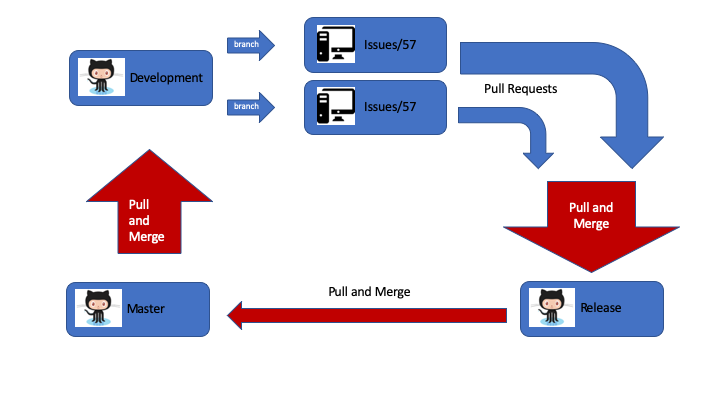 branch
Issues/57
Development
branch
Issues/57
Pull Requests
Pull
and
Merge
Pull and
Merge
Master
Pull and Merge
Release